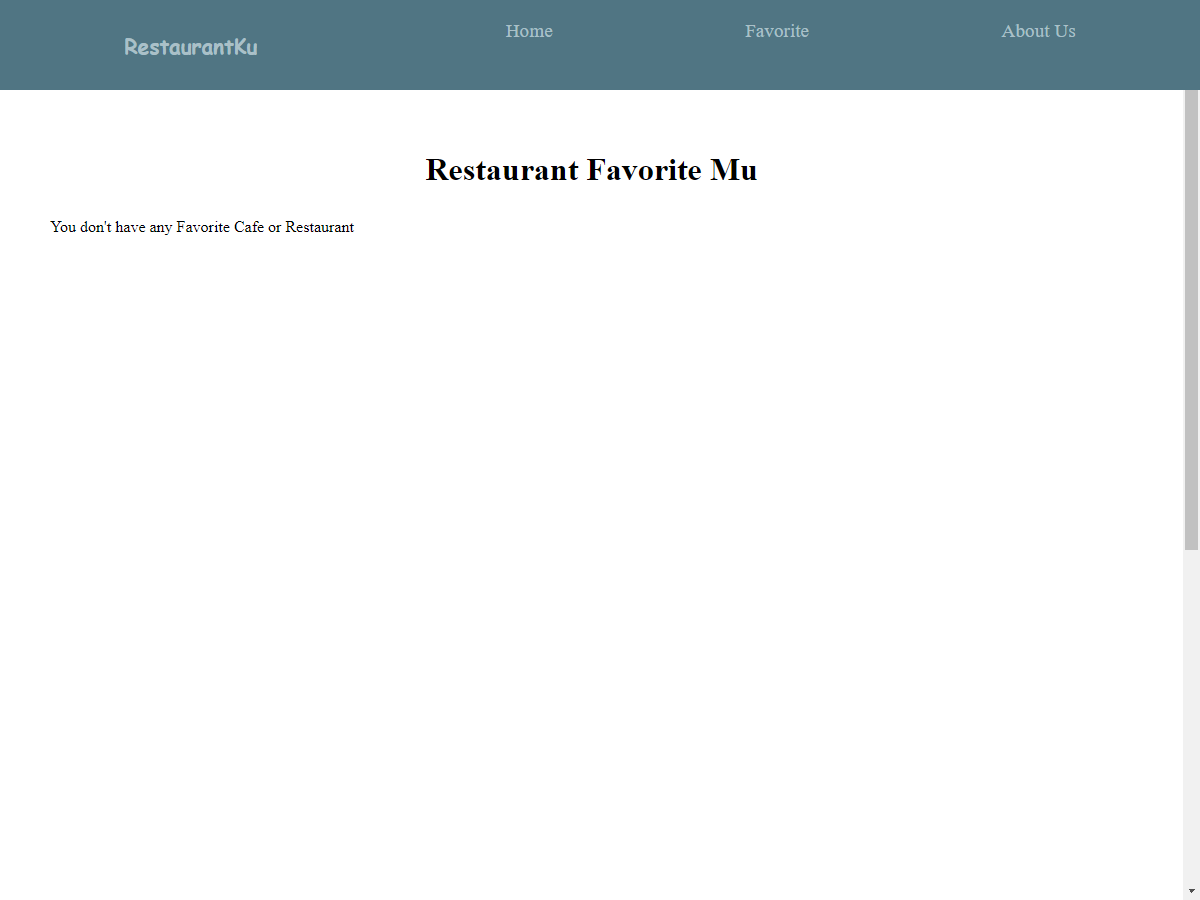 RestaurantKu
Home
Favorite
About Us
Restaurant Favorite Mu
You don't have any Favorite Cafe or Restaurant